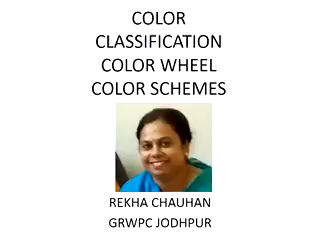 COLOR
CLASSIFICATION
COLOR WHEEL
COLOR SCHEMES
REKHA CHAUHAN
GRWPC JODHPUR